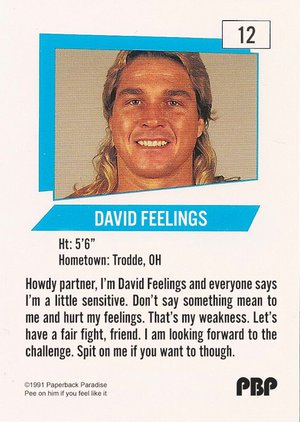 12
DAVID FEELINGS
Ht: 5'6"
Hometown: Trodde, OH
Howdy partner, I'm David Feelings and everyone says
I'm a little sensitive. Don't say something mean to
me and hurt my feelings. That's my weakness. Let's
have a fair fight, friend. I am looking forward to the
challenge. Spit on me if you want to though.
©1991 Paperback Paradise
Pee on him if you feel like it
PBP